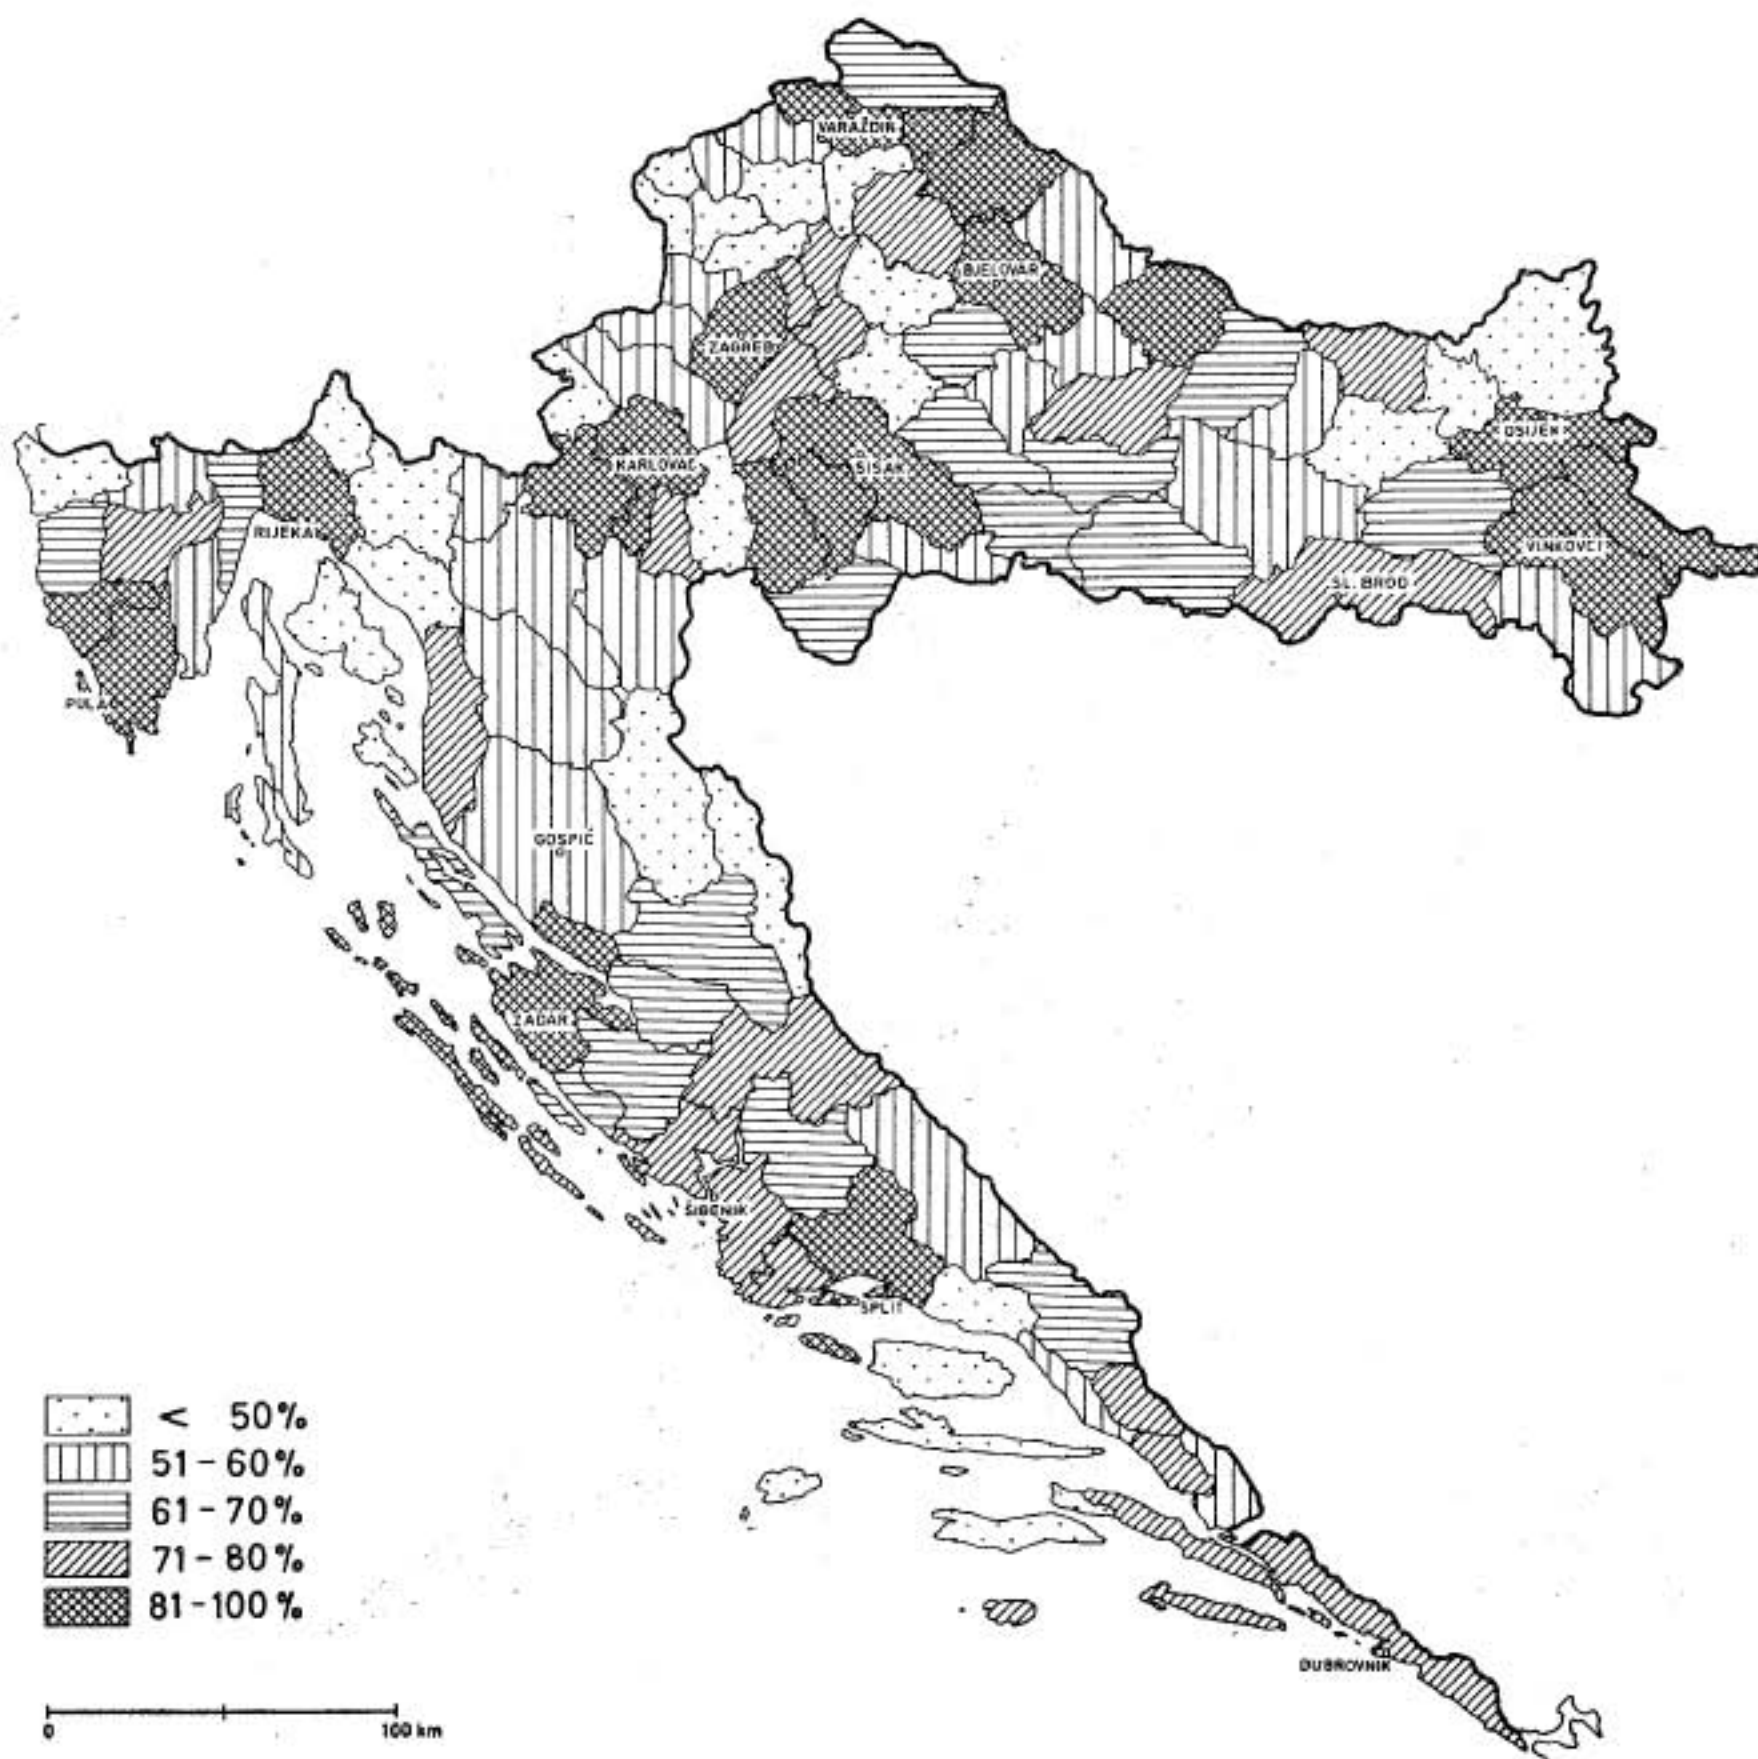 VARAŽDIN
BJELOVAR
ZAGREB
OSIJEK
KARLOVAC
SISAK
RIJEKA
VINKOVCI
SL. BROD
PULA
GOSPIĆ
ZADAR
ŠIBENIK
SPLIT
DUBROVNIK
< 50%
51-60%
61-70%
71-80%
81-100%
0 100 km